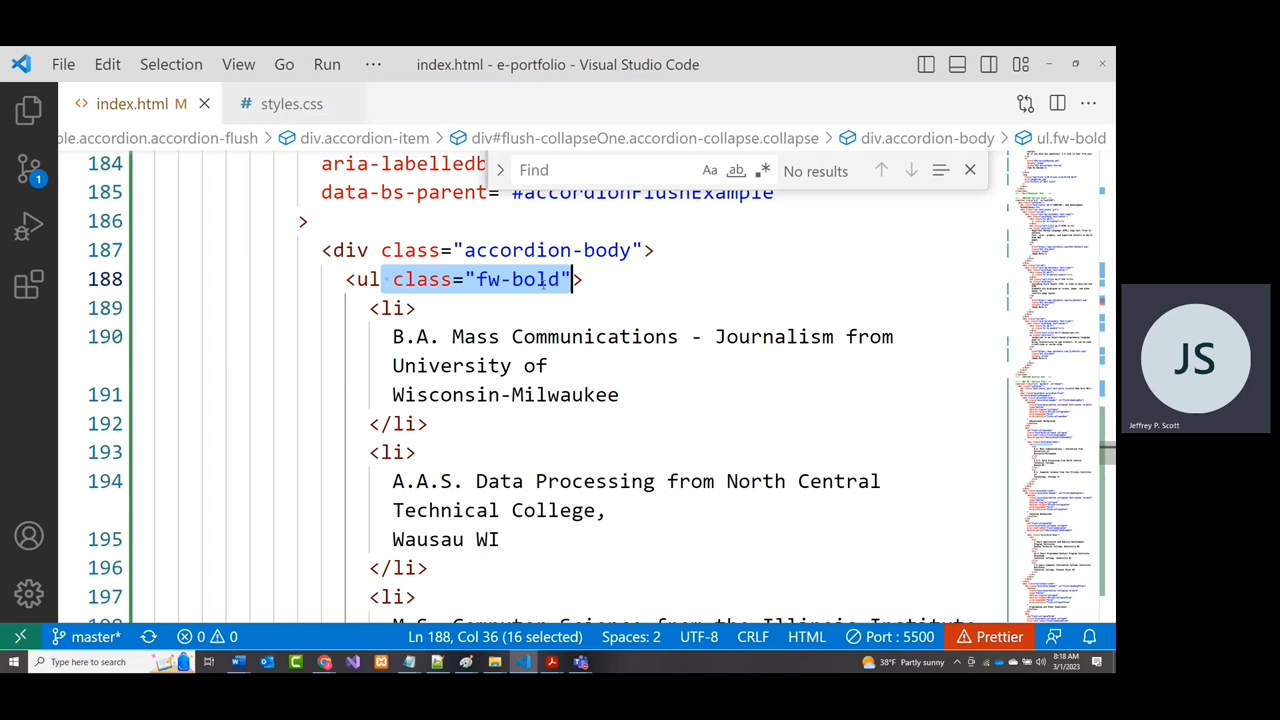 File Edit Selection View Go Run ··· index.html - e-portfolio - Visual Studio Code
index.html M styles.css
ple.accordion.accordion-flush div.accordion-item div#flush-collapseOne.accordion-collapse.collapse div.accordion-body ul.fw-bold
Find Aa ab No results
184 aria-labelledb
185 a-bs-parent="#accordionFlushExample"
186 >
187 <div class="accordion-body">
188 <ul class="fw-bold">
189 <li>
190 B.A. Mass Communications - Journalism from
University of
191 Wisconsin-Milwaukee
192 </li>
193 <li>
194 A.A.S. Data Processing from North Central
Technical College,
195 Wausau WI
196 </li>
197 <li>
JS
Jeffrey P. Scott
1
master* 0 0 Ln 188, Col 36 (16 selected) Spaces: 2 UTF-8 CRLF HTML Port : 5500 Prettier
Type here to search 38°F Partly sunny 8:18 AM
3/1/2023